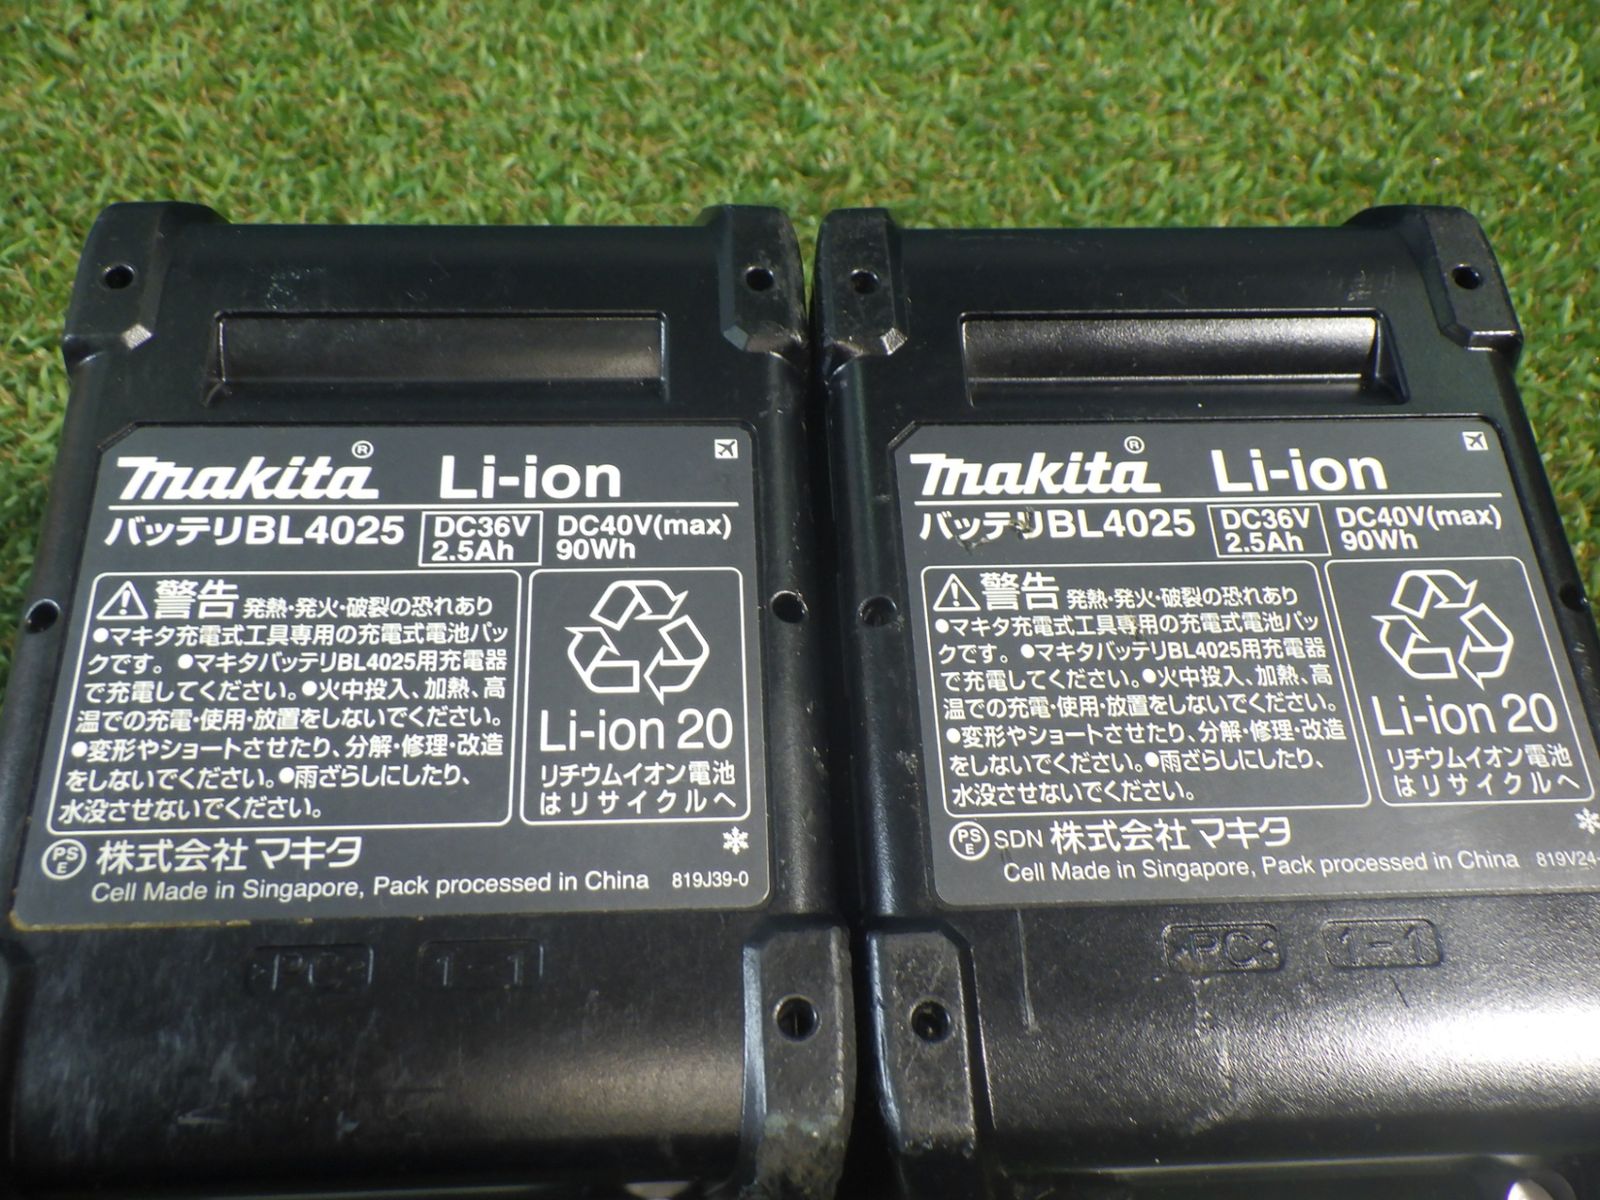 makita® Li-ion
バッテリBL4025 DC36V 2.5Ah DC40V(max) 90Wh
警告 発熱・発火・破裂の恐れあり
●マキタ充電式工具専用の充電式電池パッ
クです。●マキタバッテリBL4025用充電器
で充電してください。●火中投入、加熱、高
温での充電・使用・放置をしないでください。
●変形やショートさせたり、分解・修理・改造
をしないでください。●雨ざらしにしたり、
水没させないでください。
Li-ion 20
リチウムイオン電池
はリサイクルへ
PSE 株式会社マキタ
Cell Made in Singapore, Pack processed in China 819J39-0
>PC< 1-1
makita® Li-ion
バッテリBL4025 DC36V 2.5Ah DC40V(max) 90Wh
警告 発熱・発火・破裂の恐れあり
●マキタ充電式工具専用の充電式電池パッ
クです。●マキタバッテリBL4025用充電器
で充電してください。●火中投入、加熱、高
温での充電・使用・放置をしないでください。
●変形やショートさせたり、分解・修理・改造
をしないでください。●雨ざらしにしたり、
水没させないでください。
Li-ion 20
リチウムイオン電池
はリサイクルへ
PSE SDN 株式会社マキタ
Cell Made in Singapore, Pack processed in China 819V24-
>PC< 1-1